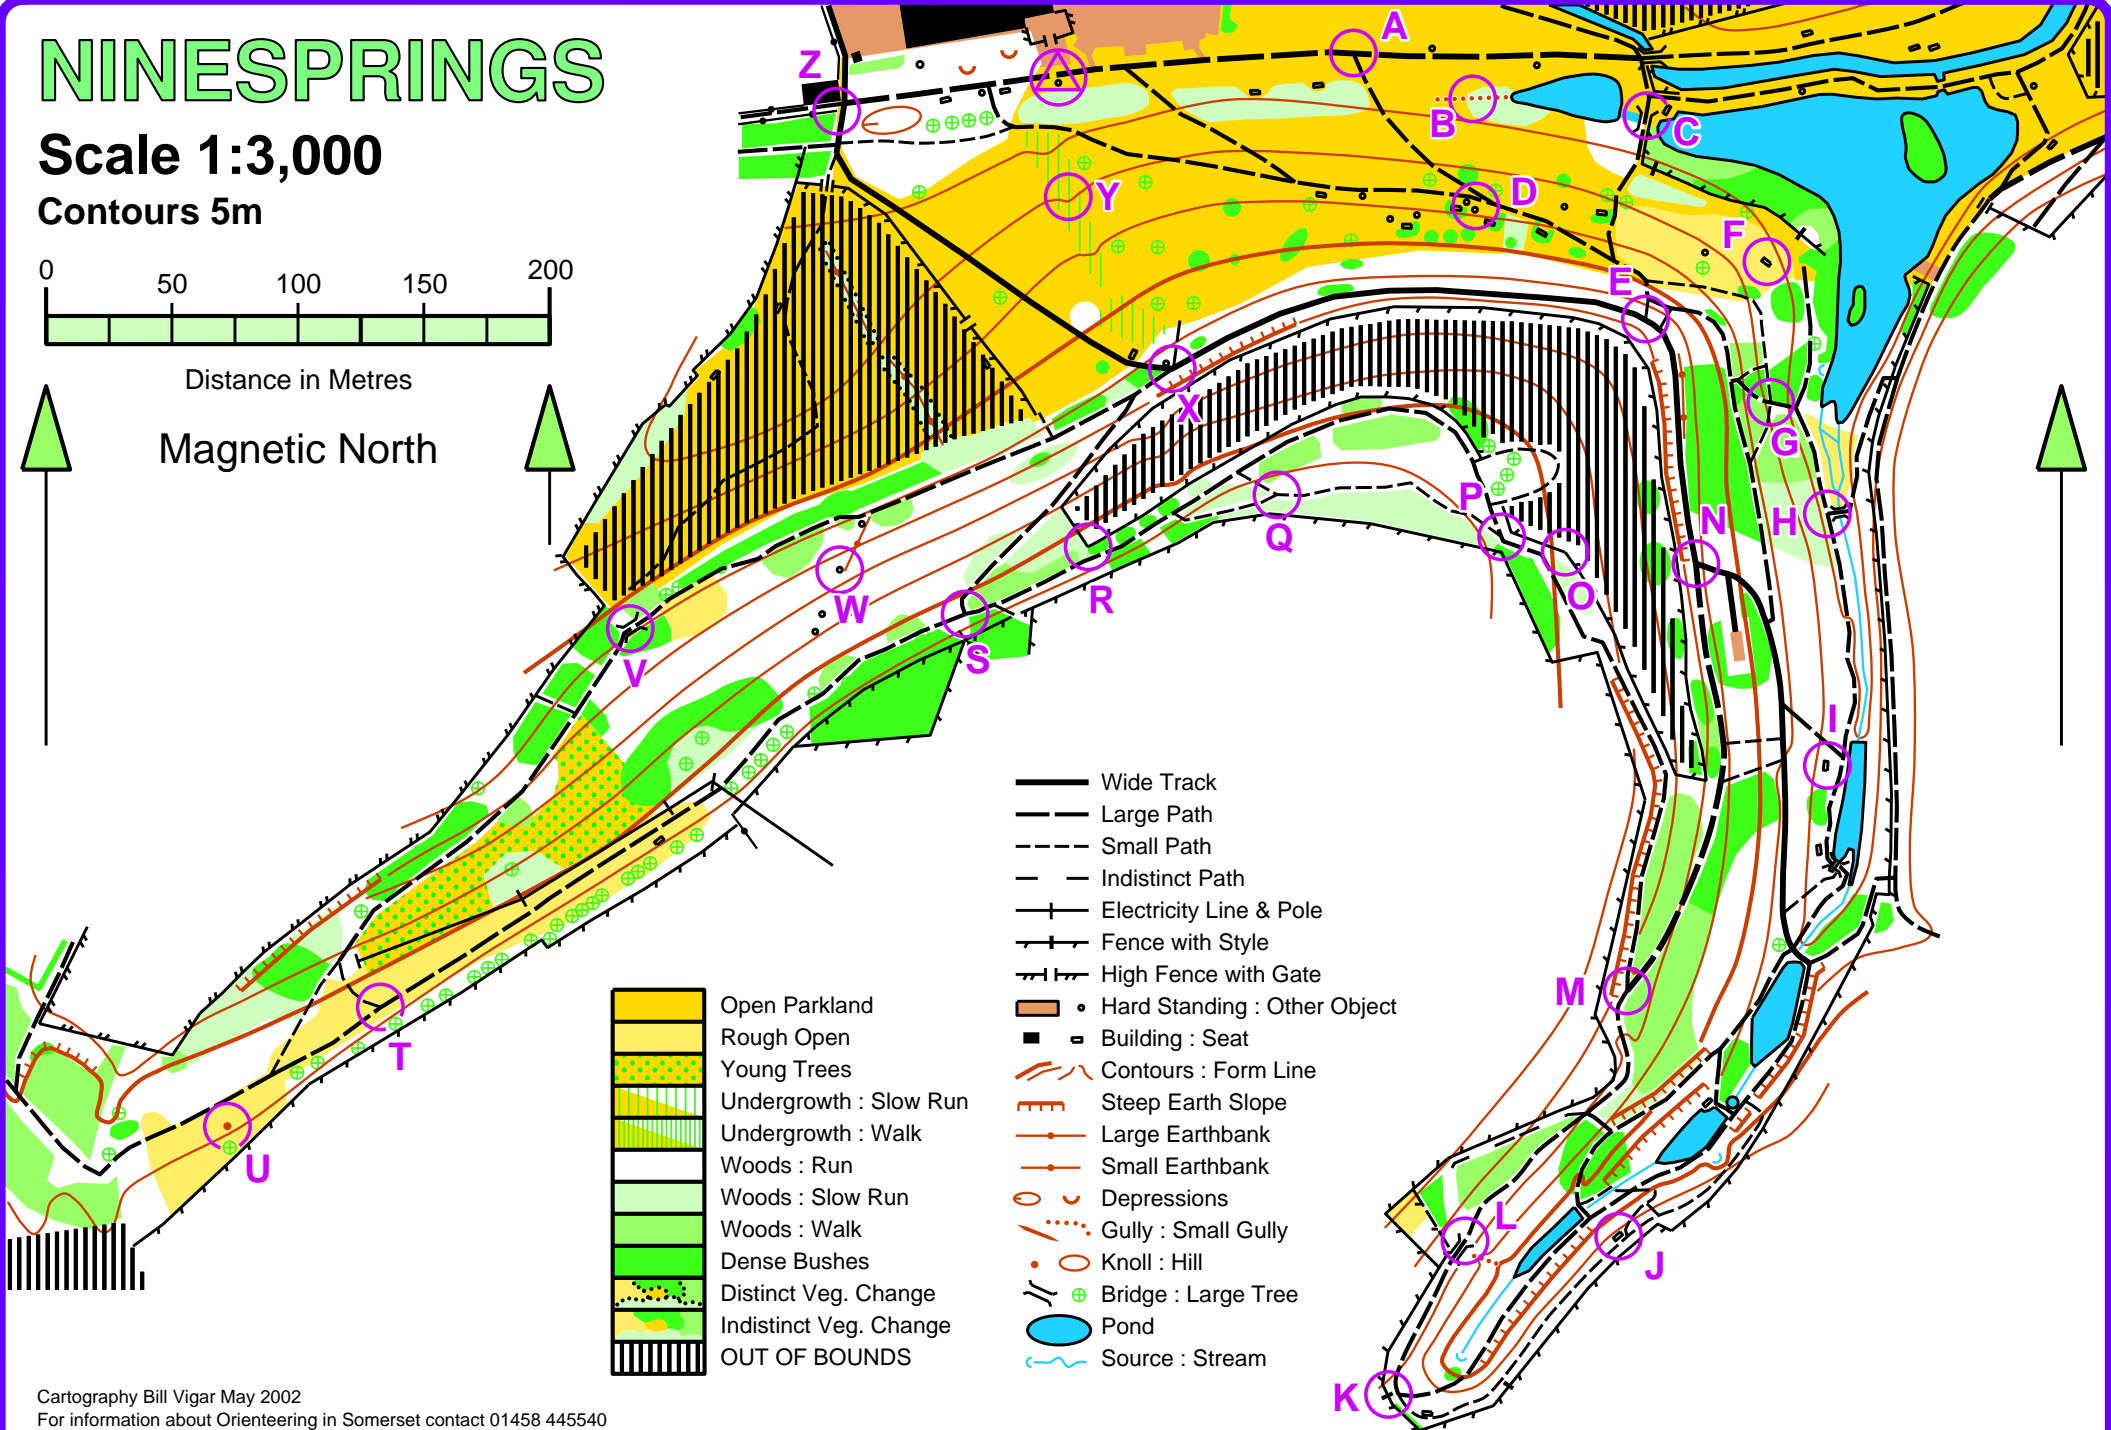 NINESPRINGS
Scale 1:3,000
Contours 5m
0 50 100 150 200
Distance in Metres
Magnetic North
Z
A
B
C
D
Y
F
E
X
G
P
H
N
Q
O
R
W
S
V
I
M
T
U
L
J
K
Wide Track
Large Path
Small Path
Indistinct Path
Electricity Line & Pole
Fence with Style
High Fence with Gate
Hard Standing : Other Object
Building : Seat
Contours : Form Line
Steep Earth Slope
Large Earthbank
Small Earthbank
Depressions
Gully : Small Gully
Knoll : Hill
Bridge : Large Tree
Pond
Source : Stream
Open Parkland
Rough Open
Young Trees
Undergrowth : Slow Run
Undergrowth : Walk
Woods : Run
Woods : Slow Run
Woods : Walk
Dense Bushes
Distinct Veg. Change
Indistinct Veg. Change
OUT OF BOUNDS
Cartography Bill Vigar May 2002
For information about Orienteering in Somerset contact 01458 445540